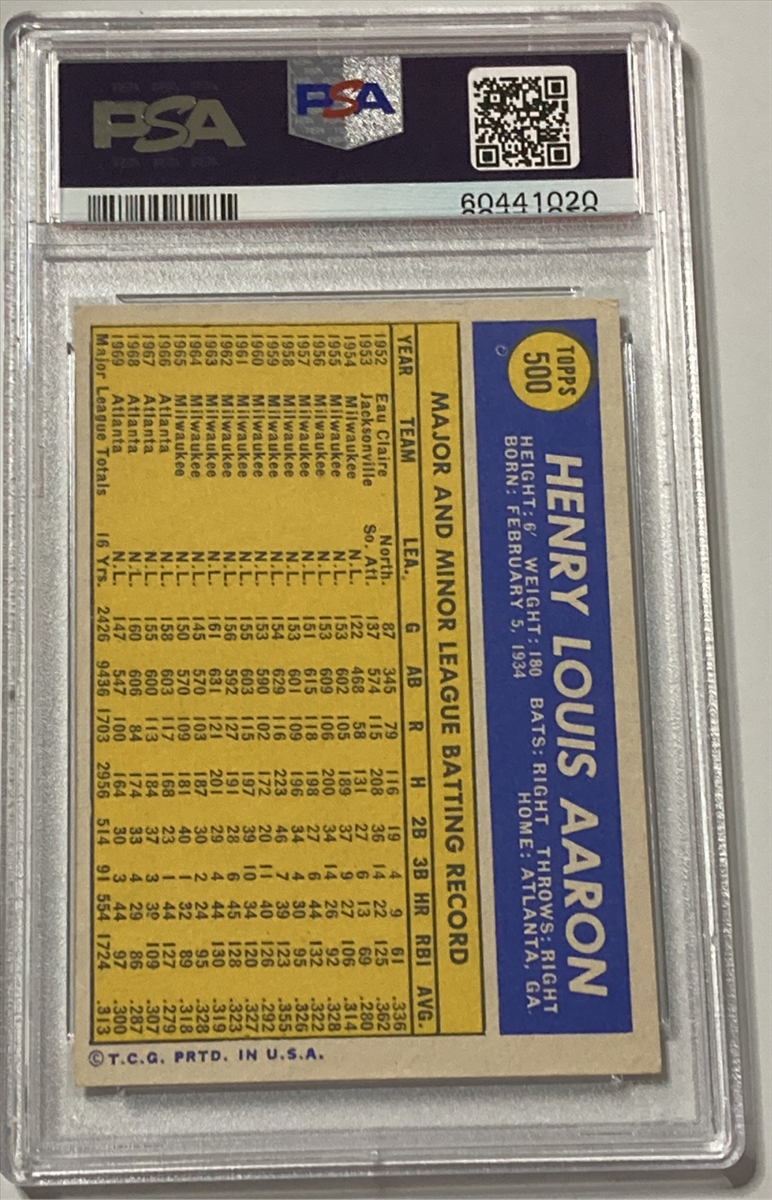 PSA
PSA
60441020
TOPPS
500
HENRY LOUIS AARON
HEIGHT: 6' WEIGHT: 180 BATS: RIGHT THROWS: RIGHT
BORN: FEBRUARY 5, 1934 HOME: ATLANTA, GA.
MAJOR AND MINOR LEAGUE BATTING RECORD
YEAR TEAM LEA. G AB R H 2B 3B HR RBI AVG.
1952 Eau Claire North. 87 345 79 116 19 4 9 61 .336
1953 Jacksonville So. Atl. 137 574 115 208 36 14 22 125 .362
1954 Milwaukee N.L. 122 468 58 131 27 6 13 69 .280
1955 Milwaukee N.L. 153 602 105 189 37 9 27 106 .314
1956 Milwaukee N.L. 153 609 106 200 34 14 26 92 .328
1957 Milwaukee N.L. 151 615 118 198 27 6 44 132 .322
1958 Milwaukee N.L. 153 601 109 196 34 4 30 95 .326
1959 Milwaukee N.L. 154 629 116 223 46 7 39 123 .355
1960 Milwaukee N.L. 153 590 102 172 20 11 40 126 .292
1961 Milwaukee N.L. 155 603 115 197 39 10 34 120 .327
1962 Milwaukee N.L. 156 592 127 191 28 6 45 128 .323
1963 Milwaukee N.L. 161 631 121 201 29 4 44 130 .319
1964 Milwaukee N.L. 145 570 103 187 30 2 24 95 .328
1965 Milwaukee N.L. 150 570 109 181 40 1 32 89 .318
1966 Atlanta N.L. 158 603 117 168 23 1 44 127 .279
1967 Atlanta N.L. 155 600 113 184 37 3 39 109 .307
1968 Atlanta N.L. 160 606 84 174 33 4 29 86 .287
1969 Atlanta N.L. 147 547 100 164 30 3 44 97 .300
Major League Totals 16 Yrs. 2426 9436 1703 2956 514 91 554 1724 .313
©T.C.G. PRTD. IN U.S.A.